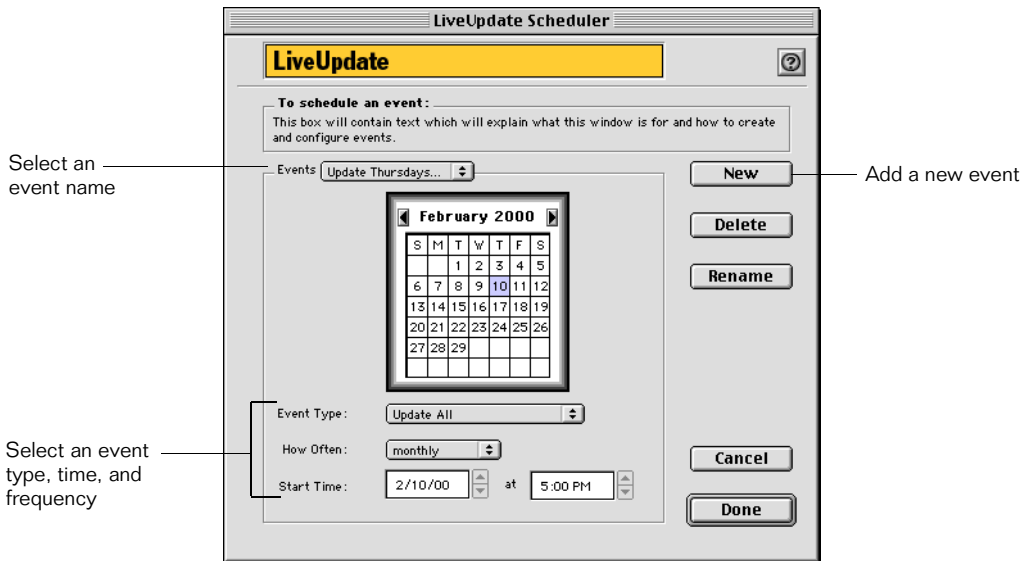 LiveUpdate Scheduler
LiveUpdate
To schedule an event:
This box will contain text which will explain what this window is for and how to create
and configure events.
Select an
event name
Events Update Thursdays...
New
Add a new event
February 2000
S M T W T F S
1 2 3 4 5
6 7 8 9 10 11 12
13 14 15 16 17 18 19
20 21 22 23 24 25 26
27 28 29
Delete
Rename
Select an event
type, time, and
frequency
Event Type: Update All
How Often: monthly
Start Time: 2/10/00 at 5:00 PM
Cancel
Done